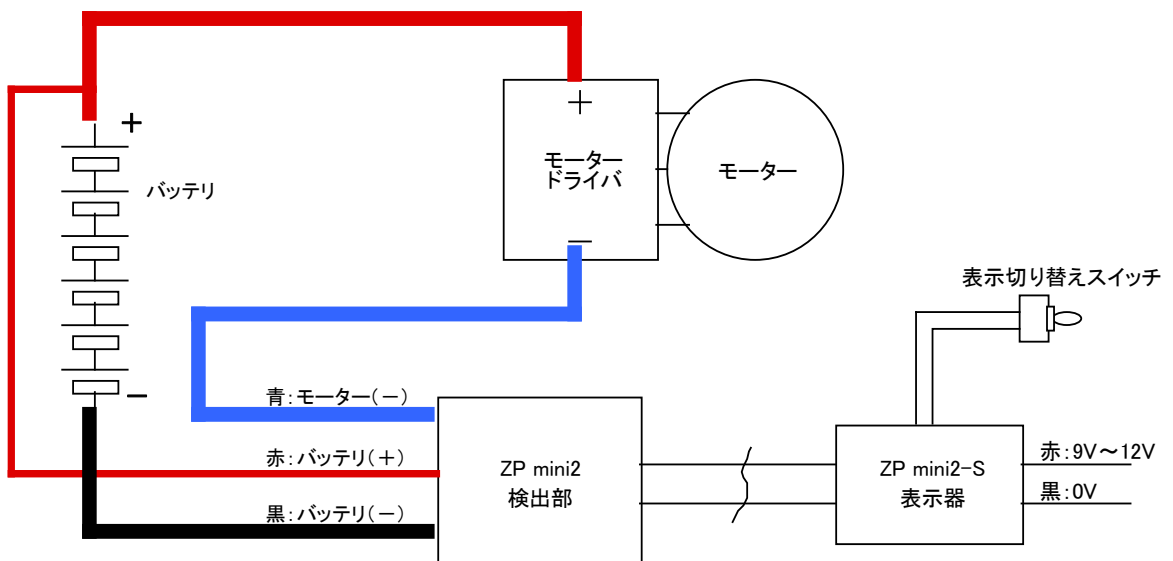 +
バッテリ
−
+
モーター
ドライバ
−
モーター
表示切り替えスイッチ
青:モーター(−)
赤:バッテリ(+)
黒:バッテリ(−)
ZP mini2
検出部
ZP mini2-S
表示器
赤:9V～12V
黒:0V